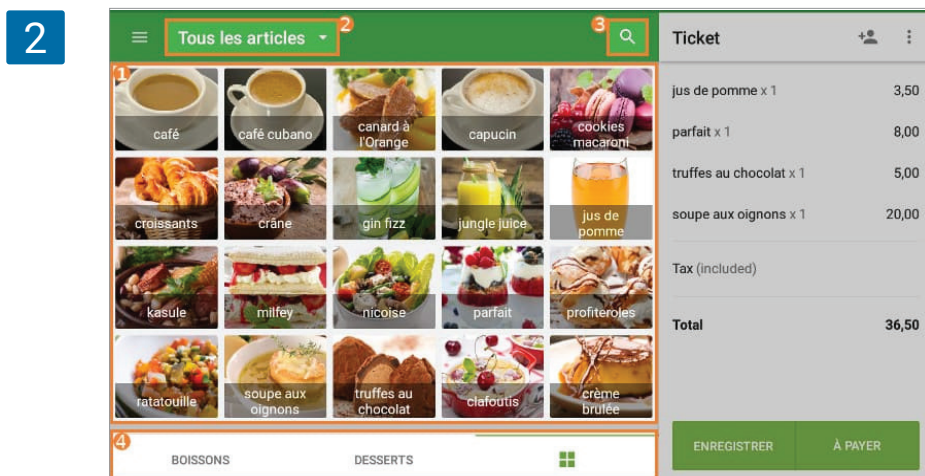 2
Tous les articles
2
3
Ticket
1
café
café cubano
canard à
l'Orange
capucin
cookies
macaroni
croissants
crâne
gin fizz
jungle juice
jus de
pomme
kasule
milfey
nicoise
parfait
profiteroles
ratatouille
soupe aux
oignons
truffes au
chocolat
clafoutis
crème
brulée
4
BOISSONS
DESSERTS
jus de pomme x 1 3,50
parfait x 1 8,00
truffes au chocolat x 1 5,00
soupe aux oignons x 1 20,00
Tax (included)
Total 36,50
ENREGISTRER
À PAYER